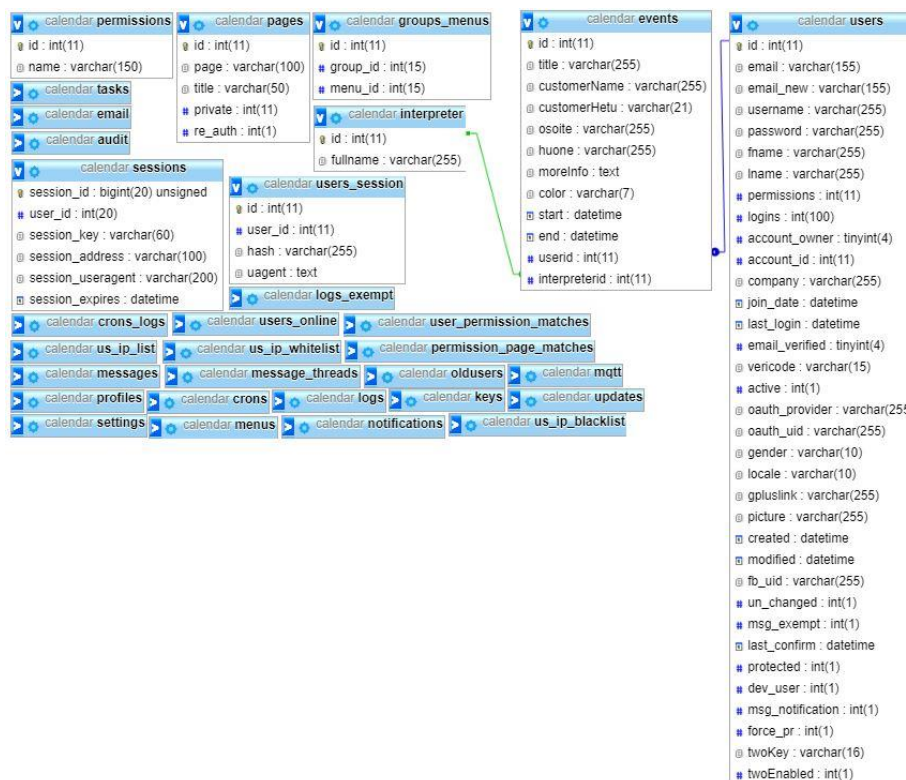 calendar permissions
id : int(11)
name : varchar(150)
calendar pages
id : int(11)
page : varchar(100)
title : varchar(50)
private : int(11)
re_auth : int(1)
calendar groups_menus
id : int(11)
group_id : int(15)
menu_id : int(15)
calendar tasks
calendar email
calendar audit
calendar interpreter
id : int(11)
fullname : varchar(255)
calendar sessions
session_id : bigint(20) unsigned
user_id : int(20)
session_key : varchar(60)
session_address : varchar(100)
session_useragent : varchar(200)
session_expires : datetime
calendar users_session
id : int(11)
user_id : int(11)
hash : varchar(255)
uagent : text
calendar logs_exempt
calendar crons_logs
calendar users_online
calendar user_permission_matches
calendar us_ip_list
calendar us_ip_whitelist
calendar permission_page_matches
calendar messages
calendar message_threads
calendar oldusers
calendar mqtt
calendar profiles
calendar crons
calendar logs
calendar keys
calendar updates
calendar settings
calendar menus
calendar notifications
calendar us_ip_blacklist
calendar events
id : int(11)
title : varchar(255)
customerName : varchar(255)
customerHetu : varchar(21)
osoite : varchar(255)
huone : varchar(255)
moreInfo : text
color : varchar(7)
start : datetime
end : datetime
userid : int(11)
interpreterid : int(11)
calendar users
id : int(11)
email : varchar(155)
email_new : varchar(155)
username : varchar(255)
password : varchar(255)
fname : varchar(255)
lname : varchar(255)
permissions : int(11)
logins : int(100)
account_owner : tinyint(4)
account_id : int(11)
company : varchar(255)
join_date : datetime
last_login : datetime
email_verified : tinyint(4)
vericode : varchar(15)
active : int(1)
oauth_provider : varchar(255
oauth_uid : varchar(255)
gender : varchar(10)
locale : varchar(10)
gpluslink : varchar(255)
picture : varchar(255)
created : datetime
modified : datetime
fb_uid : varchar(255)
un_changed : int(1)
msg_exempt : int(1)
last_confirm : datetime
protected : int(1)
dev_user : int(1)
msg_notification : int(1)
force_pr : int(1)
twoKey : varchar(16)
twoEnabled : int(1)